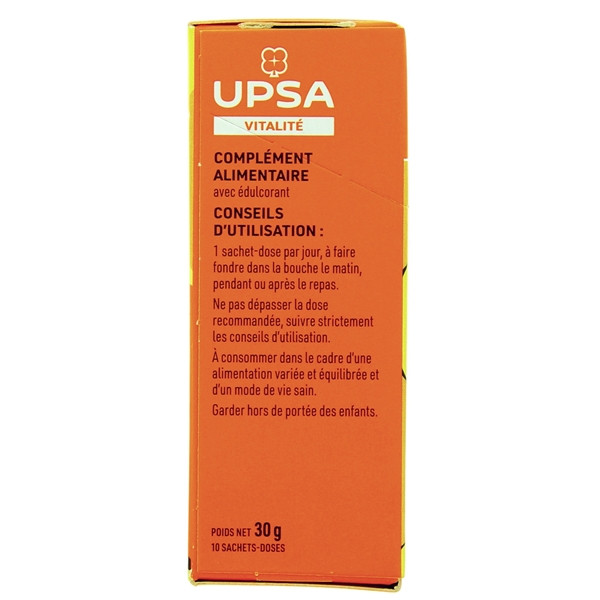 UPSA
VITALITÉ
COMPLÉMENT
ALIMENTAIRE
avec édulcorant
CONSEILS
D'UTILISATION :
1 sachet-dose par jour, à faire
fondre dans la bouche le matin,
pendant ou après le repas.
Ne pas dépasser la dose
recommandée, suivre strictement
les conseils d'utilisation.
À consommer dans le cadre d'une
alimentation variée et équilibrée et
d'un mode de vie sain.
Garder hors de portée des enfants.
POIDS NET 30 g
10 SACHETS-DOSES